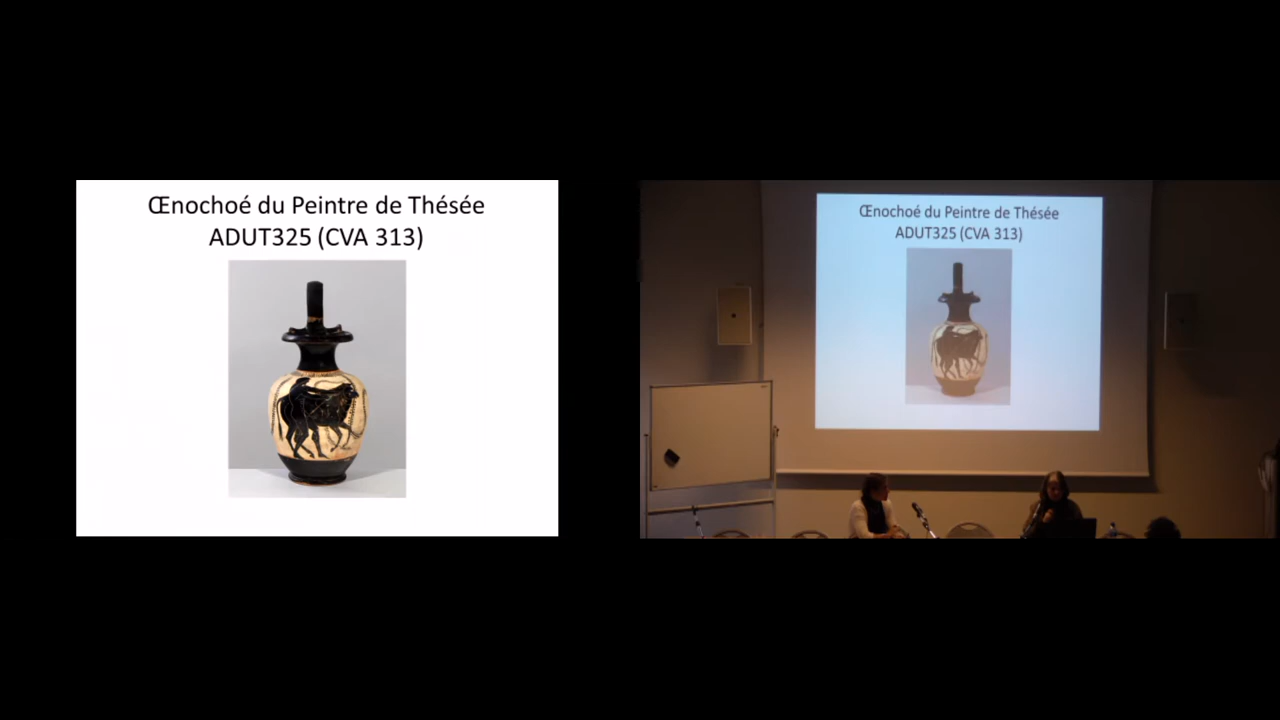 Œnochoé du Peintre de Thésée
ADUT325 (CVA 313)
Œnochoé du Peintre de Thésée
ADUT325 (CVA 313)